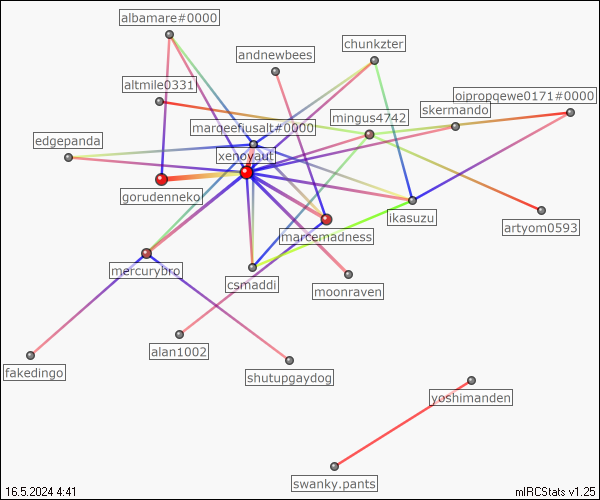 albamare#0000
chunkzter
andnewbees
altmile0331
oipropqewe0171#0000
skermando
mingus4742
marqeefiusalt#0000
edgepanda
xenoyaut
gorudenneko
ikasuzu
artyom0593
marcemadness
mercurybro
csmaddi
moonraven
alan1002
fakedingo
shutupgaydog
yoshimanden
swanky.pants
16.5.2024 4:41
mIRCStats v1.25